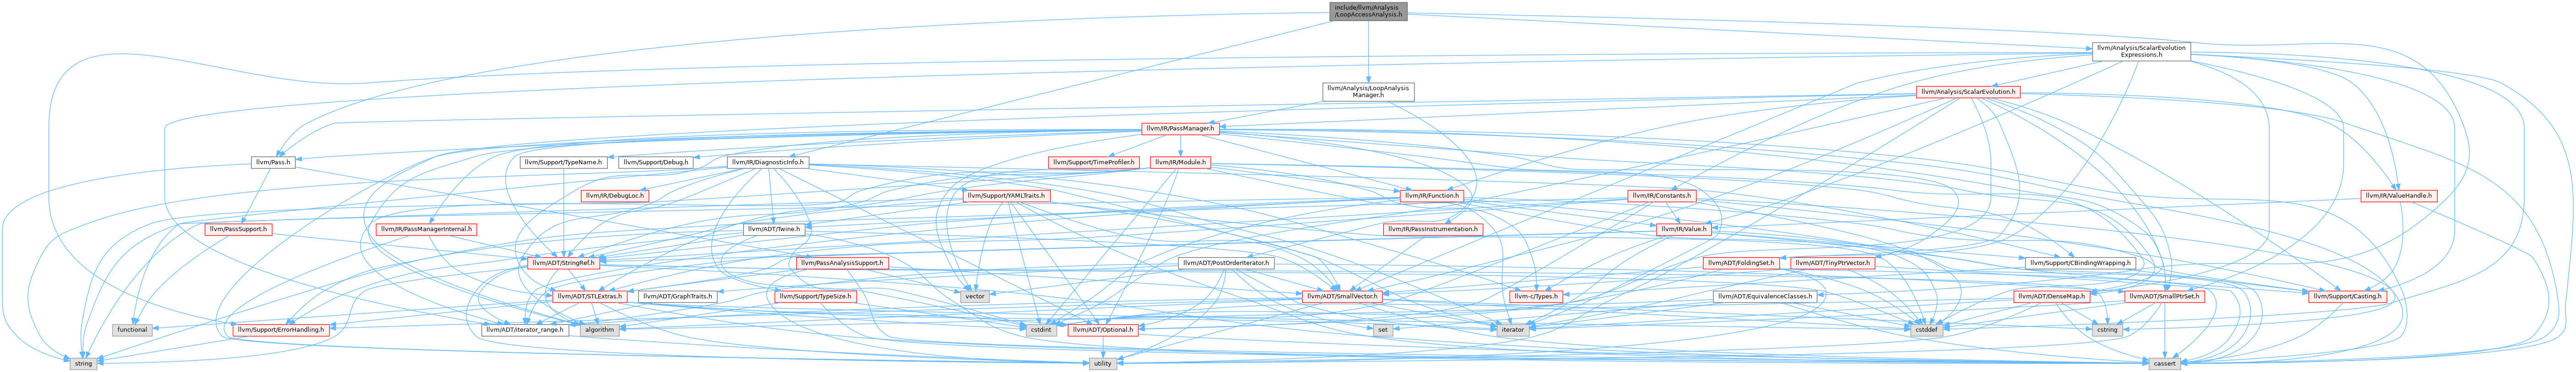 include/llvm/Analysis
/LoopAccessAnalysis.h
llvm/Analysis/ScalarEvolution
Expressions.h
llvm/Analysis/LoopAnalysis
Manager.h
llvm/Analysis/ScalarEvolution.h
llvm/IR/PassManager.h
llvm/Pass.h
llvm/Support/TypeName.h
llvm/Support/Debug.h
llvm/IR/DiagnosticInfo.h
llvm/Support/TimeProfiler.h
llvm/IR/Module.h
llvm/IR/DebugLoc.h
llvm/Support/YAMLTraits.h
llvm/IR/Function.h
llvm/IR/Constants.h
llvm/IR/ValueHandle.h
llvm/PassSupport.h
llvm/IR/PassManagerInternal.h
llvm/ADT/Twine.h
llvm/IR/PassInstrumentation.h
llvm/IR/Value.h
llvm/ADT/StringRef.h
llvm/PassAnalysisSupport.h
llvm/ADT/PostOrderIterator.h
llvm/ADT/FoldingSet.h
llvm/ADT/TinyPtrVector.h
llvm/Support/CBindingWrapping.h
llvm/ADT/STLExtras.h
llvm/ADT/GraphTraits.h
llvm/Support/TypeSize.h
vector
llvm/ADT/SmallVector.h
llvm-c/Types.h
llvm/ADT/EquivalenceClasses.h
llvm/ADT/DenseMap.h
llvm/ADT/SmallPtrSet.h
llvm/Support/Casting.h
functional
llvm/Support/ErrorHandling.h
llvm/ADT/iterator_range.h
algorithm
cstdint
llvm/ADT/Optional.h
set
iterator
cstddef
cstring
string
utility
cassert